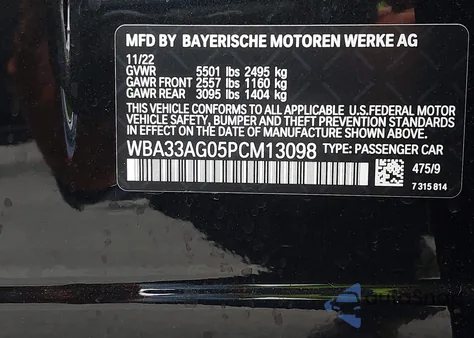 MFD BY BAYERISCHE MOTOREN WERKE AG
11/22
GVWR 5501 lbs 2495 kg
GAWR FRONT 2557 lbs 1160 kg
GAWR REAR 3095 lbs 1404 kg
THIS VEHICLE CONFORMS TO ALL APPLICABLE U.S.FEDERAL MOTOR
VEHICLE SAFETY, BUMPER AND THEFT PREVENTION STANDARDS
IN EFFECT ON THE DATE OF MANUFACTURE SHOWN ABOVE.
WBA33AG05PCM13098 TYPE: PASSENGER CAR
475/9
7 315 814